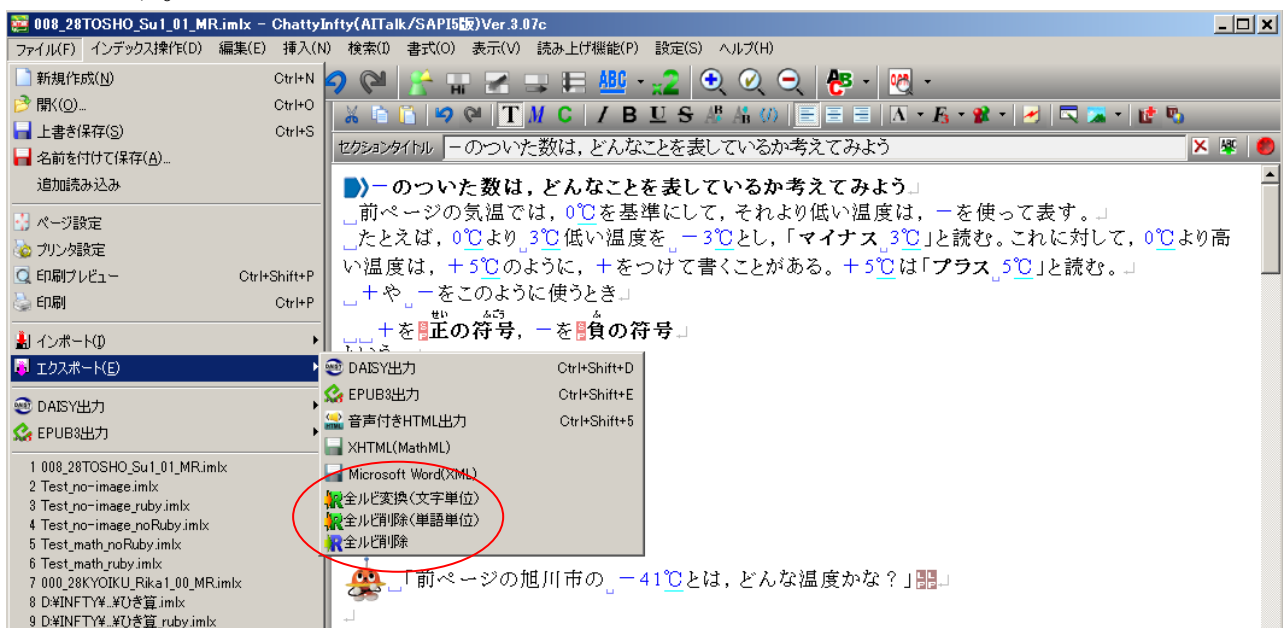 008_28TOSHO_Su1_01_MR.imlx - ChattyInfty(AITalk/SAPI5版)Ver.3.07c
ファイル(F) インデックス操作(D) 編集(E) 挿入(N) 検索(I) 書式(O) 表示(V) 読み上げ機能(P) 設定(S) ヘルプ(H)
新規作成(N) Ctrl+N
開く(O)... Ctrl+O
上書き保存(S) Ctrl+S
名前を付けて保存(A)...
追加読み込み
ページ設定
プリンタ設定
印刷プレビュー Ctrl+Shift+P
印刷 Ctrl+P
インポート(I)
エクスポート(E)
DAISY出力
EPUB3出力
1 008_28TOSHO_Su1_01_MR.imlx
2 Test_no-image.imlx
3 Test_no-image_ruby.imlx
4 Test_no-image_noRuby.imlx
5 Test_math_noRuby.imlx
6 Test_math_ruby.imlx
7 000_28KYOIKU_Rika1_00_MR.imlx
8 D:¥INFTY¥...¥ひき算.imlx
9 D:¥INFTY¥...¥ひき算_ruby.imlx
DAISY出力 Ctrl+Shift+D
EPUB3出力 Ctrl+Shift+E
音声付きHTML出力 Ctrl+Shift+5
XHTML(MathML)
Microsoft Word(XML)
全ルビ変換(文字単位)
全ルビ削除(単語単位)
全ルビ削除
セクションタイトル －のついた数は，どんなことを表しているか考えてみよう
－のついた数は，どんなことを表しているか考えてみよう
前ページの気温では，0℃を基準にして，それより低い温度は，－を使って表す。
たとえば，0℃より 3℃低い温度を －3℃とし，「マイナス 3℃」と読む。これに対して，0℃より高
い温度は，＋5℃のように，＋をつけて書くことがある。＋5℃は「プラス 5℃」と読む。
＋や －をこのように使うとき
せい ふごう ふ
＋を正の符号，－を負の符号
「前ページの旭川市の －41℃とは，どんな温度かな？」